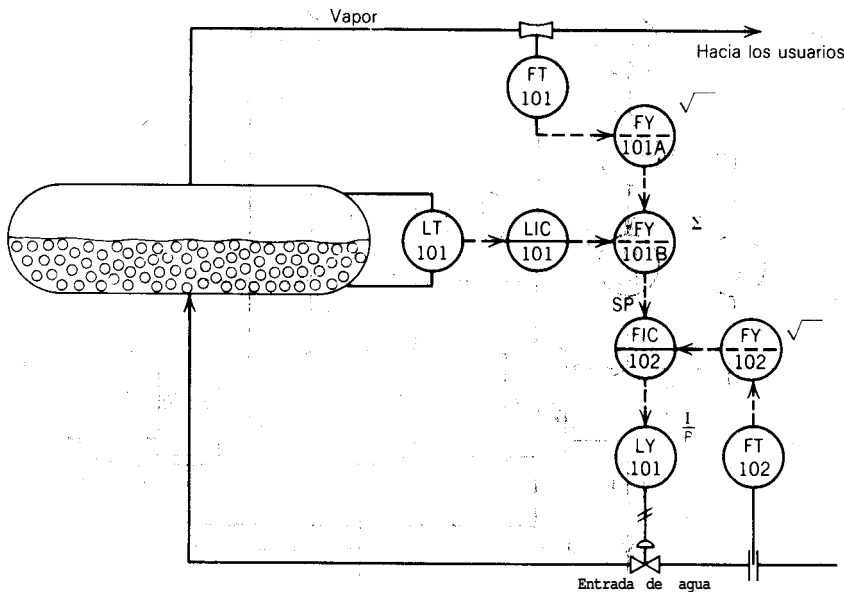 Vapor
Hacia los usuarios
FT
101
√
FY
101A
LT
101
LIC
101
FY
101B
Σ
SP
FIC
102
FY
102
√
LY
101
I
P
FT
102
Entrada de agua